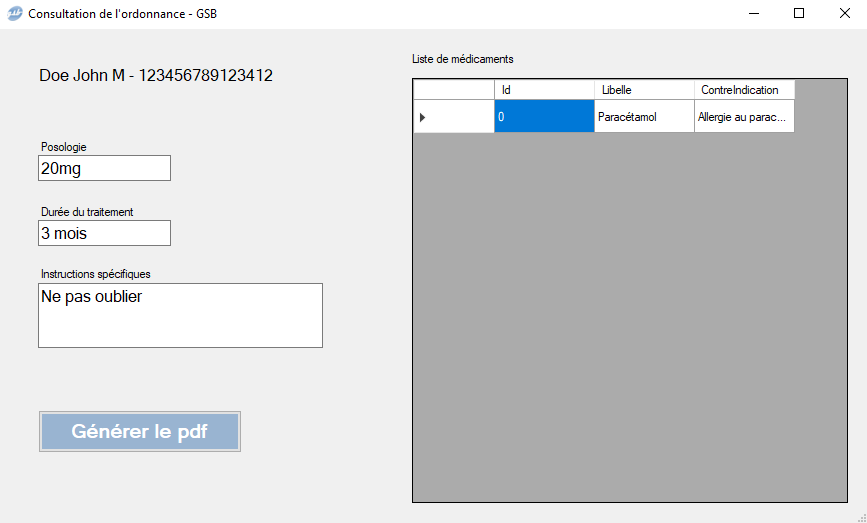 Consultation de l'ordonnance - GSB
Doe John M - 123456789123412
Posologie
20mg
Durée du traitement
3 mois
Instructions spécifiques
Ne pas oublier
Générer le pdf
Liste de médicaments
Id Libelle ContreIndication
0 Paracétamol Allergie au parac...